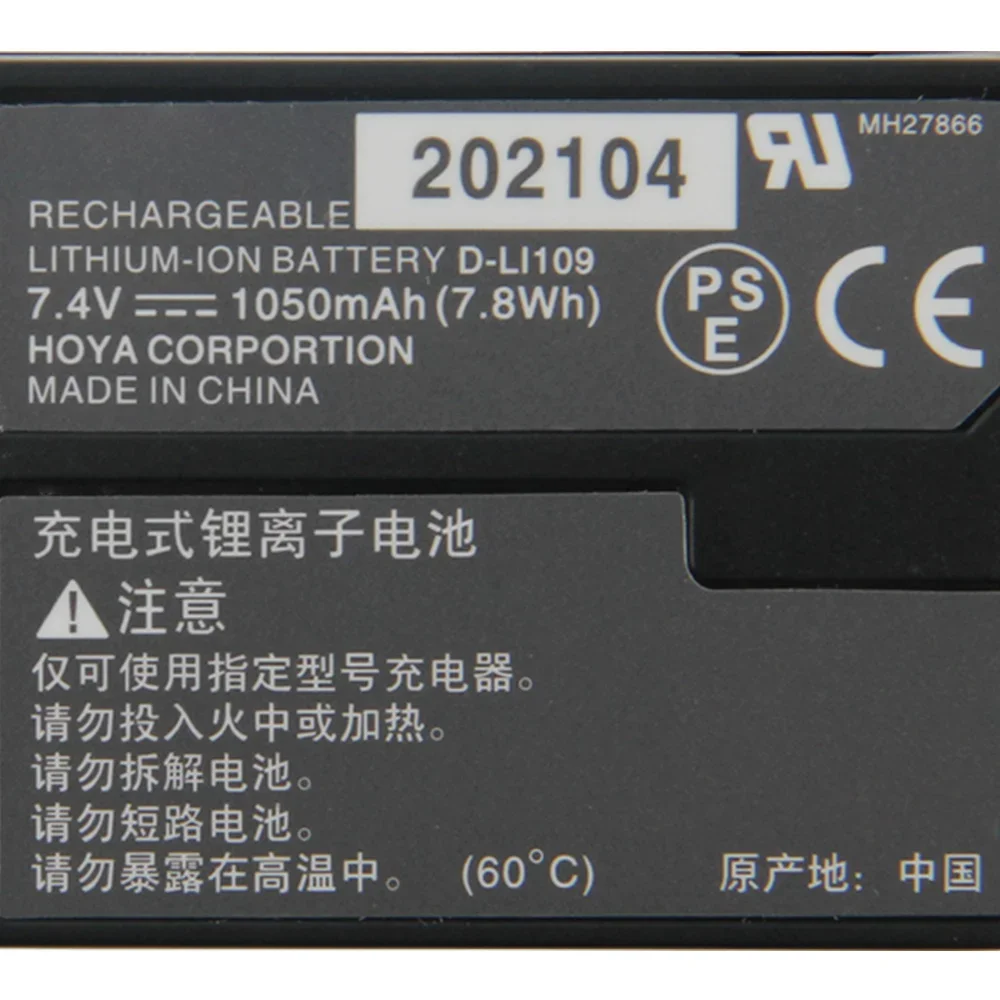 202104
MH27866
RECHARGEABLE
LITHIUM-ION BATTERY D-LI109
7.4V 1050mAh (7.8Wh)
HOYA CORPORTION
MADE IN CHINA
PS
E
CE
充电式锂离子电池
注意
仅可使用指定型号充电器。
请勿投入火中或加热。
请勿拆解电池。
请勿短路电池。
请勿暴露在高温中。 (60°C)
原产地：中国